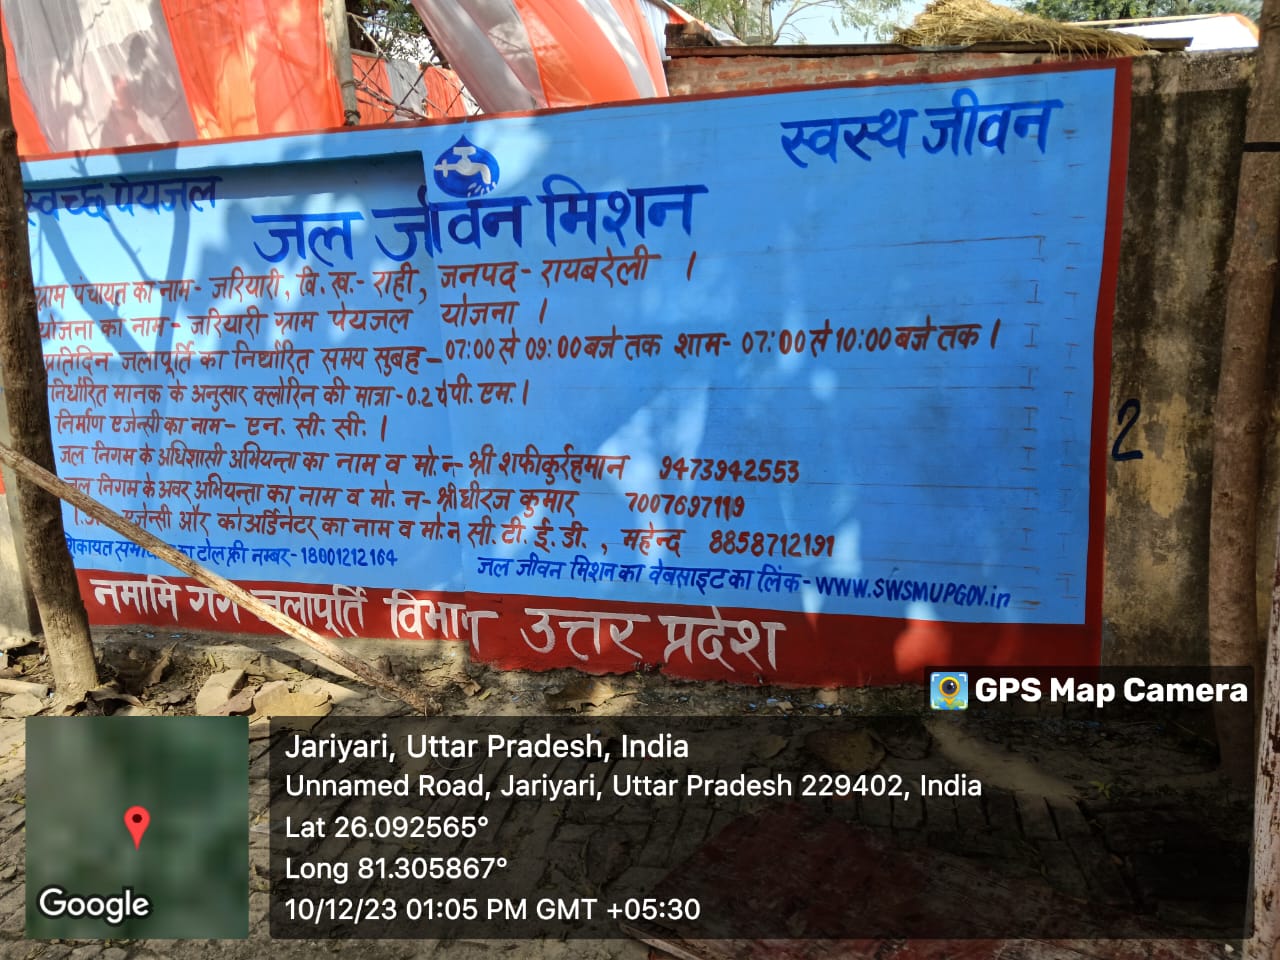 स्वच्छ पेयजल
स्वस्थ जीवन
जल जीवन मिशन
ग्राम पंचायत का नाम- जरियारी, वि. ख.- राही, जनपद- रायबरेली ।
योजना का नाम- जरियारी ग्राम पेयजल योजना ।
प्रतिदिन जलापूर्ति का निर्धारित समय सुबह- 07:00 से 09:00 बजे तक शाम- 07:00 से 10:00 बजे तक ।
निर्धारित मानक के अनुसार क्लोरिन की मात्रा- 0.2 पी. एम. ।
निर्माण एजेन्सी का नाम- एन. सी. सी. ।
जल निगम के अधिशासी अभियन्ता का नाम व मो. न- श्री शफीकुर्रहमान 9473942553
जल निगम के अवर अभियन्ता का नाम व मो. न- श्री धीरज कुमार 7007697119
एजेन्सी और कोअर्डिनेटर का नाम व मो. न सी. टी. ई. डी. , महेन्द 8858712191
शिकायत का टोल फ्री नम्बर- 18001212164
जल जीवन मिशन का वेबसाइट का लिंक- WWW.SWSMUPGOV.in
नमामि गंगे जलापूर्ति विभाग उत्तर प्रदेश
2
GPS Map Camera
Jariyari, Uttar Pradesh, India
Unnamed Road, Jariyari, Uttar Pradesh 229402, India
Lat 26.092565°
Long 81.305867°
10/12/23 01:05 PM GMT +05:30
Google